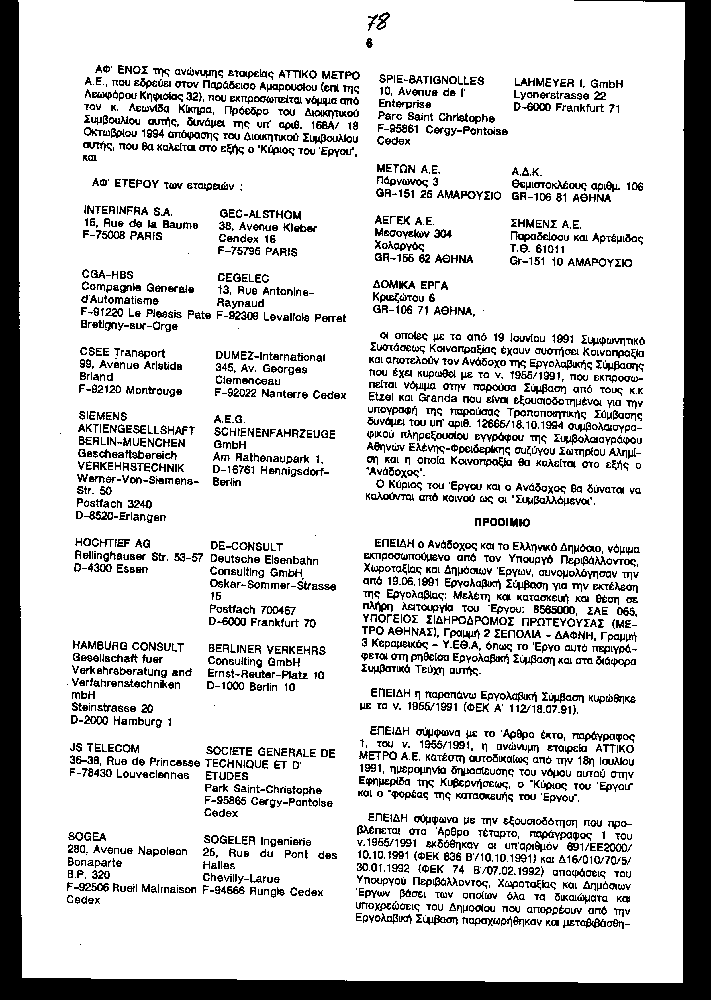 78
6
ΑΦ' ΕΝΟΣ της ανώνυμης εταιρείας ΑΤΤΙΚΟ ΜΕΤΡΟ
Α.Ε., που εδρεύει στον Παράδεισο Αμαρουσίου (επί της
Λεωφόρου Κηφισίας 32), που εκπροσωπείται νόμιμα από
τον κ. Λεωνίδα Κίκηρα, Πρόεδρο του Διοικητικού
Συμβουλίου αυτής, δυνάμει της υπ' αριθ. 168Α/ 18
Οκτωβρίου 1994 απόφασης του Διοικητικού Συμβουλίου
αυτής, που θα καλείται στο εξής ο "Κύριος του Έργου",
και
ΑΦ' ΕΤΕΡΟΥ των εταιρειών :
INTERINFRA S.A.
16, Rue de la Baume
F-75008 PARIS
GEC-ALSTHOM
38, Avenue Kleber
Cendex 16
F-75795 PARIS
CGA-HBS
Compagnie Generale
d'Automatisme
F-91220 Le Plessis Pate
Bretigny-sur-Orge
CEGELEC
13, Rue Antonine-
Raynaud
F-92309 Levallois Perret
CSEE Transport
99, Avenue Aristide
Briand
F-92120 Montrouge
DUMEZ-International
345, Av. Georges
Clemenceau
F-92022 Nanterre Cedex
SIEMENS
AKTIENGESELLSHAFT
BERLIN-MUENCHEN
Gescheaftsbereich
VERKEHRSTECHNIK
Werner-Von-Siemens-
Str. 50
Postfach 3240
D-8520-Erlangen
A.E.G.
SCHIENENFAHRZEUGE
GmbH
Am Rathenaupark 1,
D-16761 Hennigsdorf-
Berlin
HOCHTIEF AG
Rellinghauser Str. 53-57
D-4300 Essen
DE-CONSULT
Deutsche Eisenbahn
Consulting GmbH
Oskar-Sommer-Strasse
15
Postfach 700467
D-6000 Frankfurt 70
HAMBURG CONSULT
Gesellschaft fuer
Verkehrsberatung and
Verfahrenstechniken
mbH
Steinstrasse 20
D-2000 Hamburg 1
BERLINER VERKEHRS
Consulting GmbH
Ernst-Reuter-Platz 10
D-1000 Berlin 10
JS TELECOM
36-38, Rue de Princesse
F-78430 Louveciennes
SOCIETE GENERALE DE
TECHNIQUE ET D'
ETUDES
Park Saint-Christophe
F-95865 Cergy-Pontoise
Cedex
SOGEA
280, Avenue Napoleon
Bonaparte
B.P. 320
F-92506 Rueil Malmaison
Cedex
SOGELER Ingenierie
25, Rue du Pont des
Halles
Chevilly-Larue
F-94666 Rungis Cedex
SPIE-BATIGNOLLES
10, Avenue de l'
Enterprise
Parc Saint Christophe
F-95861 Cergy-Pontoise
Cedex
LAHMEYER I. GmbH
Lyonerstrasse 22
D-6000 Frankfurt 71
ΜΕΤΩΝ Α.Ε.
Πάρνωνος 3
GR-151 25 ΑΜΑΡΟΥΣΙΟ
Α.Δ.Κ.
Θεμιστοκλέους αριθμ. 106
GR-106 81 ΑΘΗΝΑ
ΑΕΓΕΚ Α.Ε.
Μεσογείων 304
Χολαργός
GR-155 62 ΑΘΗΝΑ
ΣΗΜΕΝΣ Α.Ε.
Παραδείσου και Αρτέμιδος
Τ.Θ. 61011
Gr-151 10 ΑΜΑΡΟΥΣΙΟ
ΔΟΜΙΚΑ ΕΡΓΑ
Κριεζώτου 6
GR-106 71 ΑΘΗΝΑ,
οι οποίες με το από 19 Ιουνίου 1991 Συμφωνητικό
Συστάσεως Κοινοπραξίας έχουν συστήσει Κοινοπραξία
και αποτελούν τον Ανάδοχο της Εργολαβικής Σύμβασης
που έχει κυρωθεί με το ν. 1955/1991, που εκπροσω-
πείται νόμιμα στην παρούσα Σύμβαση από τους κ.κ
Etzel και Granda που είναι εξουσιοδοτημένοι για την
υπογραφή της παρούσας Τροποποιητικής Σύμβασης
δυνάμει του υπ' αριθ. 12665/18.10.1994 συμβολαιογρα-
φικού πληρεξουσίου εγγράφου της Συμβολαιογράφου
Αθηνών Ελένης-Φρειδερίκης συζύγου Σωτηρίου Αλημί-
ση και η οποία Κοινοπραξία θα καλείται στο εξής ο
"Ανάδοχος".
Ο Κύριος του Έργου και ο Ανάδοχος θα δύναται να
καλούνται από κοινού ως οι "Συμβαλλόμενοι".
ΠΡΟΟΙΜΙΟ
ΕΠΕΙΔΗ ο Ανάδοχος και το Ελληνικό Δημόσιο, νόμιμα
εκπροσωπούμενο από τον Υπουργό Περιβάλλοντος,
Χωροταξίας και Δημόσιων Έργων, συνομολόγησαν την
από 19.06.1991 Εργολαβική Σύμβαση για την εκτέλεση
της Εργολαβίας: Μελέτη και κατασκευή και θέση σε
πλήρη λειτουργία του Έργου: 8565000, ΣΑΕ 065,
ΥΠΟΓΕΙΟΣ ΣΙΔΗΡΟΔΡΟΜΟΣ ΠΡΩΤΕΥΟΥΣΑΣ (ΜΕ-
ΤΡΟ ΑΘΗΝΑΣ), Γραμμή 2 ΣΕΠΟΛΙΑ - ΔΑΦΝΗ, Γραμμή
3 Κεραμεικός - Υ.ΕΘ.Α, όπως το Έργο αυτό περιγρά-
φεται στη ρηθείσα Εργολαβική Σύμβαση και στα διάφορα
Συμβατικά Τεύχη αυτής.
ΕΠΕΙΔΗ η παραπάνω Εργολαβική Σύμβαση κυρώθηκε
με το ν. 1955/1991 (ΦΕΚ Α' 112/18.07.91).
ΕΠΕΙΔΗ σύμφωνα με το Άρθρο έκτο, παράγραφος
1, του ν. 1955/1991, η ανώνυμη εταιρεία ΑΤΤΙΚΟ
ΜΕΤΡΟ Α.Ε. κατέστη αυτοδικαίως από την 18η Ιουλίου
1991, ημερομηνία δημοσίευσης του νόμου αυτού στην
Εφημερίδα της Κυβερνήσεως, ο "Κύριος του Έργου"
και ο "φορέας της κατασκευής του Έργου".
ΕΠΕΙΔΗ σύμφωνα με την εξουσιοδότηση που προ-
βλέπεται στο Άρθρο τέταρτο, παράγραφος 1 του
ν.1955/1991 εκδόθηκαν οι υπ'αριθμόν 691/ΕΕ2000/
10.10.1991 (ΦΕΚ 836 Β'/10.10.1991) και Δ16/010/70/5/
30.01.1992 (ΦΕΚ 74 Β'/07.02.1992) αποφάσεις του
Υπουργού Περιβάλλοντος, Χωροταξίας και Δημόσιων
Έργων βάσει των οποίων όλα τα δικαιώματα και
υποχρεώσεις του Δημοσίου που απορρέουν από την
Εργολαβική Σύμβαση παραχωρήθηκαν και μεταβιβάσθη-